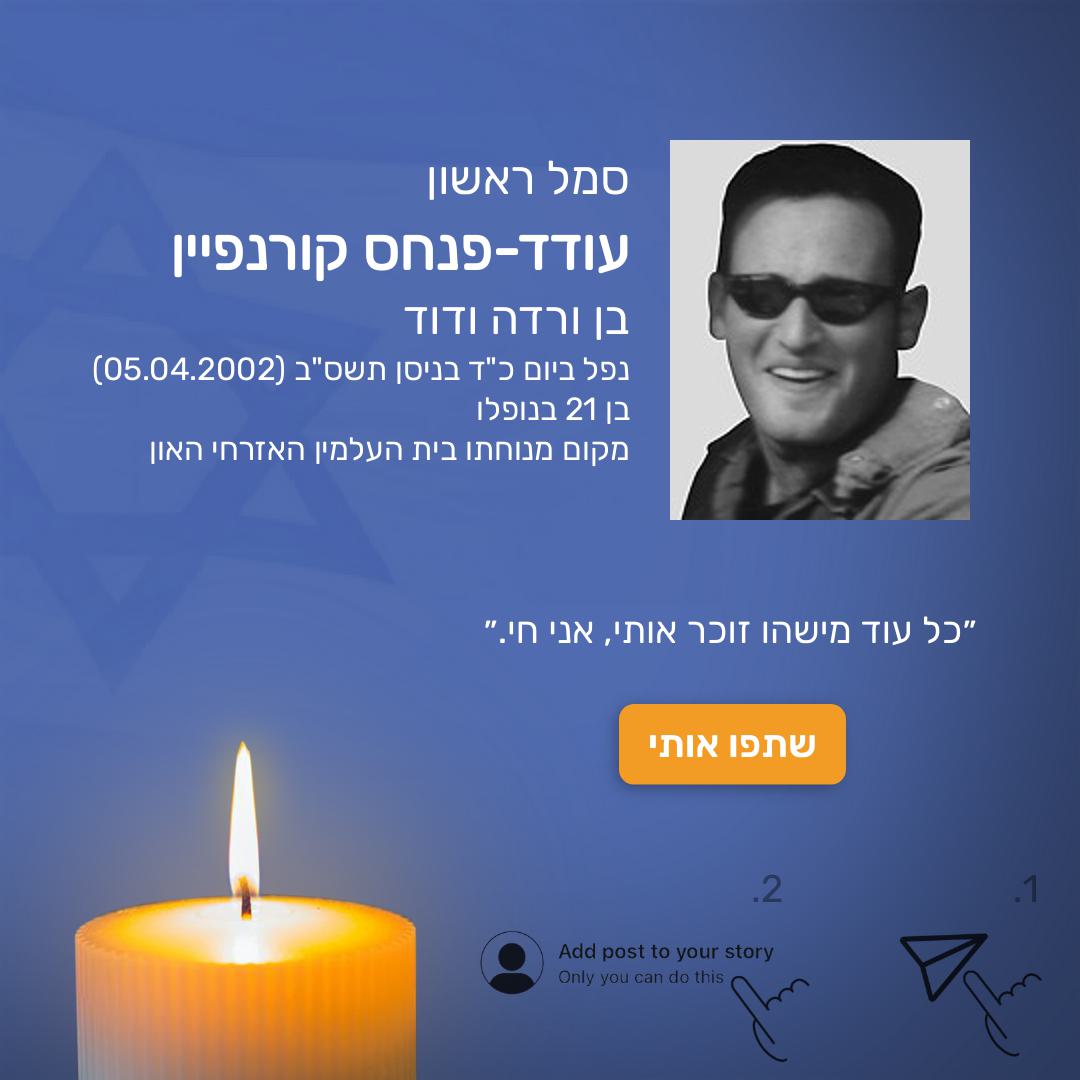 סמל ראשון
עודד-פנחס קורנפיין
בן ורדה ודוד
נפל ביום כ"ד בניסן תשס"ב (05.04.2002)
בן 21 בנופלו
מקום מנוחתו בית העלמין האזרחי האון
״כל עוד מישהו זוכר אותי, אני חי.״
שתפו אותי
1.
2.
Add post to your story
Only you can do this